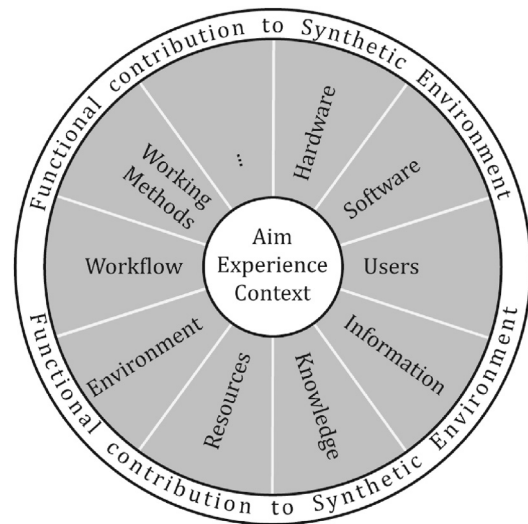 Functional contribution to Synthetic Environment
Hardware
Software
Users
Information
Knowledge
Resources
Environment
Workflow
Working
Methods
...
Aim
Experience
Context
Functional contribution to Synthetic Environment